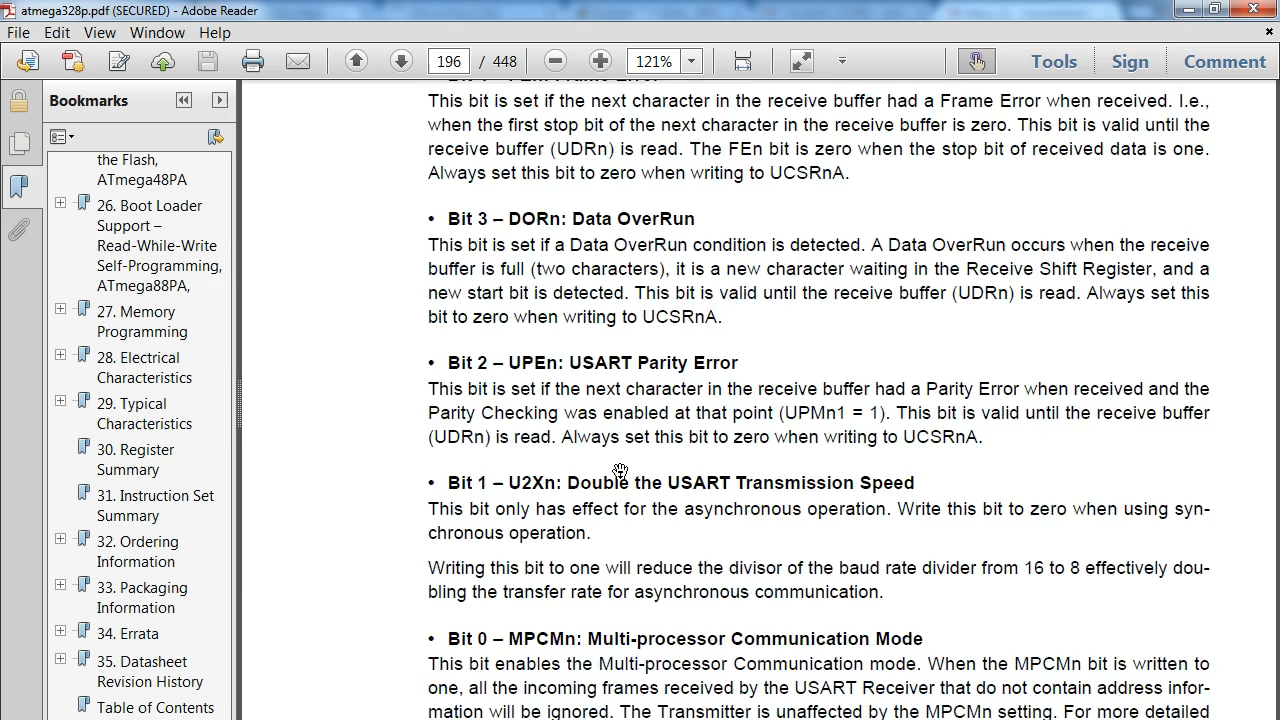 atmega328p.pdf (SECURED) - Adobe Reader
File Edit View Window Help
196 / 448 121% Tools Sign Comment
Bookmarks
the Flash,
ATmega48PA
26. Boot Loader
Support –
Read-While-Write
Self-Programming,
ATmega88PA,
27. Memory
Programming
28. Electrical
Characteristics
29. Typical
Characteristics
30. Register
Summary
31. Instruction Set
Summary
32. Ordering
Information
33. Packaging
Information
34. Errata
35. Datasheet
Revision History
Table of Contents
This bit is set if the next character in the receive buffer had a Frame Error when received. I.e.,
when the first stop bit of the next character in the receive buffer is zero. This bit is valid until the
receive buffer (UDRn) is read. The FEn bit is zero when the stop bit of received data is one.
Always set this bit to zero when writing to UCSRnA.
• Bit 3 – DORn: Data OverRun
This bit is set if a Data OverRun condition is detected. A Data OverRun occurs when the receive
buffer is full (two characters), it is a new character waiting in the Receive Shift Register, and a
new start bit is detected. This bit is valid until the receive buffer (UDRn) is read. Always set this
bit to zero when writing to UCSRnA.
• Bit 2 – UPEn: USART Parity Error
This bit is set if the next character in the receive buffer had a Parity Error when received and the
Parity Checking was enabled at that point (UPMn1 = 1). This bit is valid until the receive buffer
(UDRn) is read. Always set this bit to zero when writing to UCSRnA.
• Bit 1 – U2Xn: Double the USART Transmission Speed
This bit only has effect for the asynchronous operation. Write this bit to zero when using syn-
chronous operation.
Writing this bit to one will reduce the divisor of the baud rate divider from 16 to 8 effectively dou-
bling the transfer rate for asynchronous communication.
• Bit 0 – MPCMn: Multi-processor Communication Mode
This bit enables the Multi-processor Communication mode. When the MPCMn bit is written to
one, all the incoming frames received by the USART Receiver that do not contain address infor-
mation will be ignored. The Transmitter is unaffected by the MPCMn setting. For more detailed